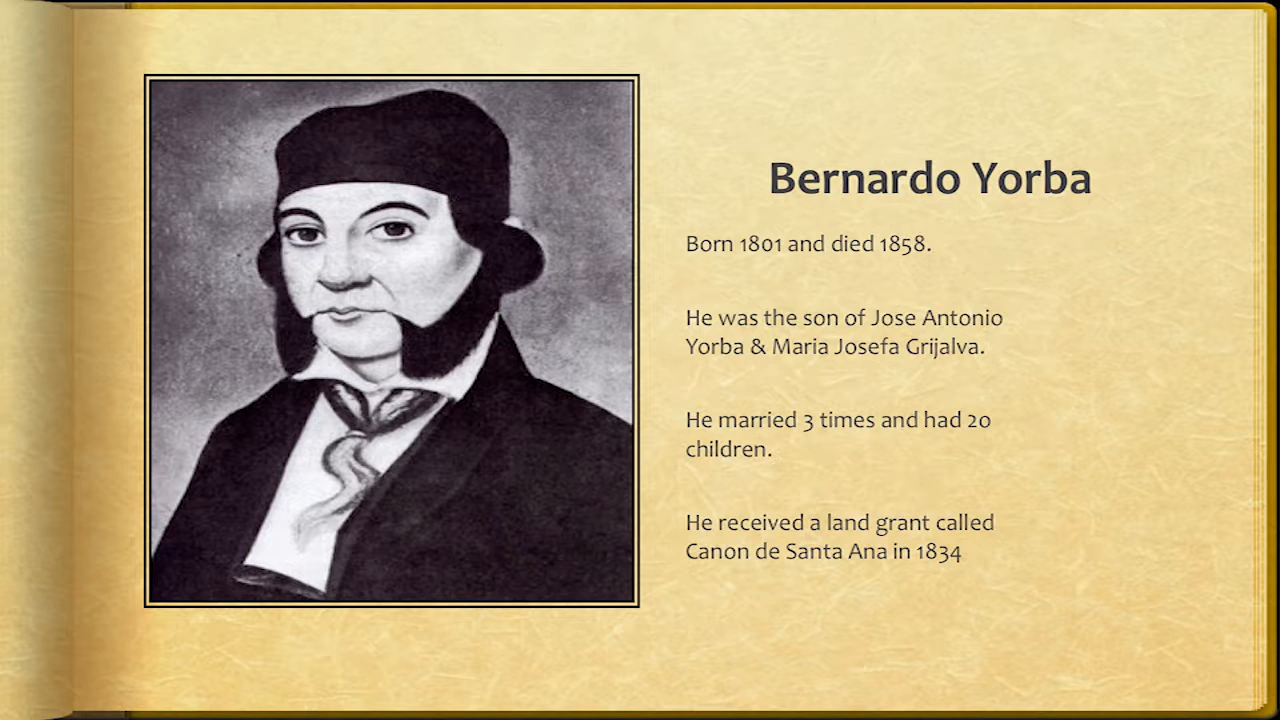 Bernardo Yorba
Born 1801 and died 1858.
He was the son of Jose Antonio
Yorba & Maria Josefa Grijalva.
He married 3 times and had 20
children.
He received a land grant called
Canon de Santa Ana in 1834